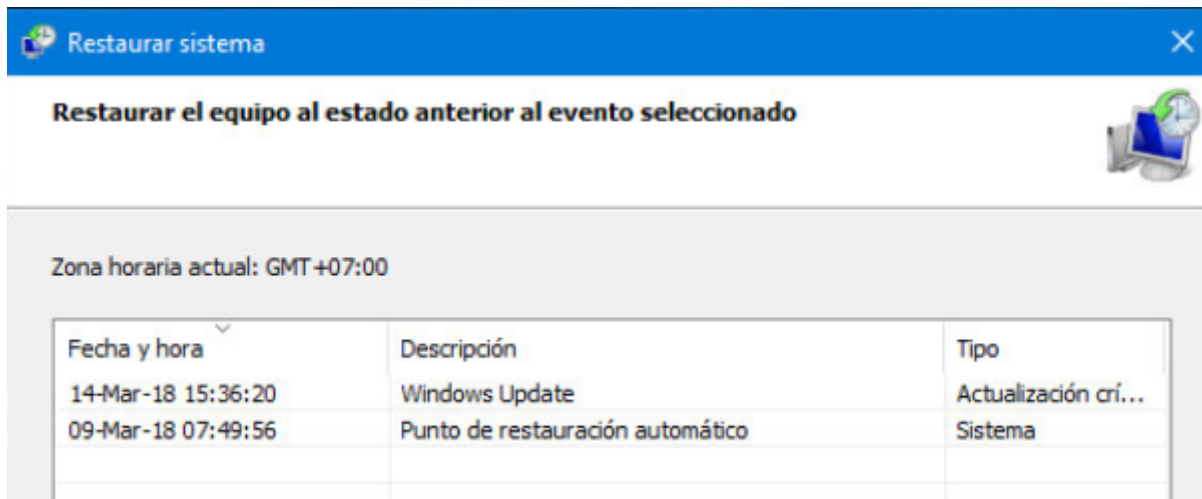 Restaurar sistema
Restaurar el equipo al estado anterior al evento seleccionado
Zona horaria actual: GMT+07:00
Fecha y hora Descripción Tipo
14-Mar-18 15:36:20 Windows Update Actualización crí...
09-Mar-18 07:49:56 Punto de restauración automático Sistema